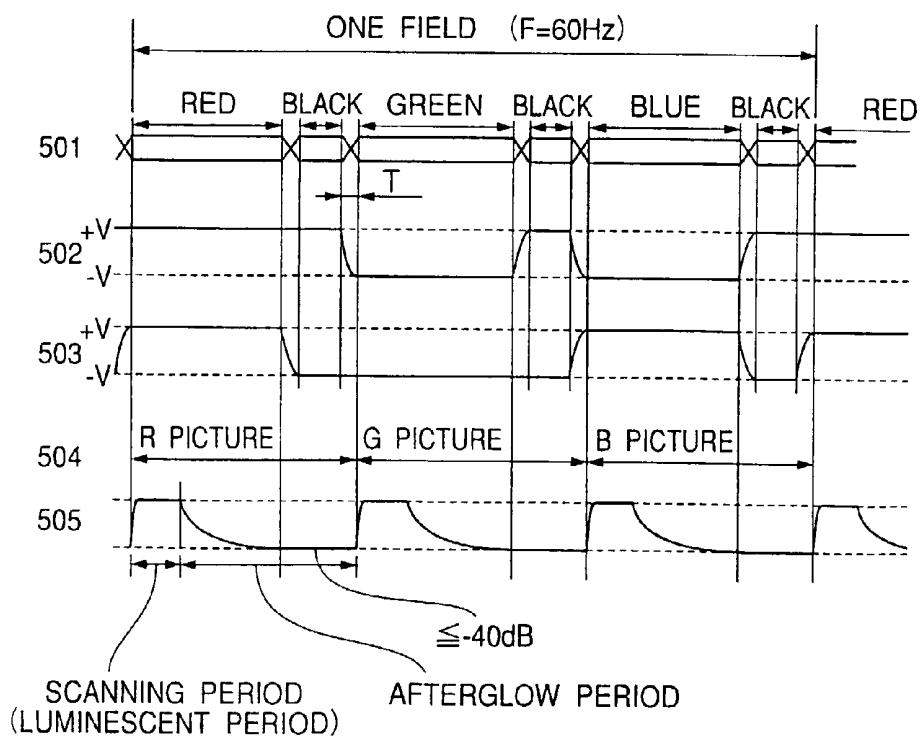 ONE FIELD (F=60Hz)
RED BLACK GREEN BLACK BLUE BLACK RED
501
T
+V
502
-V
+V
503
-V
504 R PICTURE G PICTURE B PICTURE
505
≦-40dB
SCANNING PERIOD AFTERGLOW PERIOD
(LUMINESCENT PERIOD)